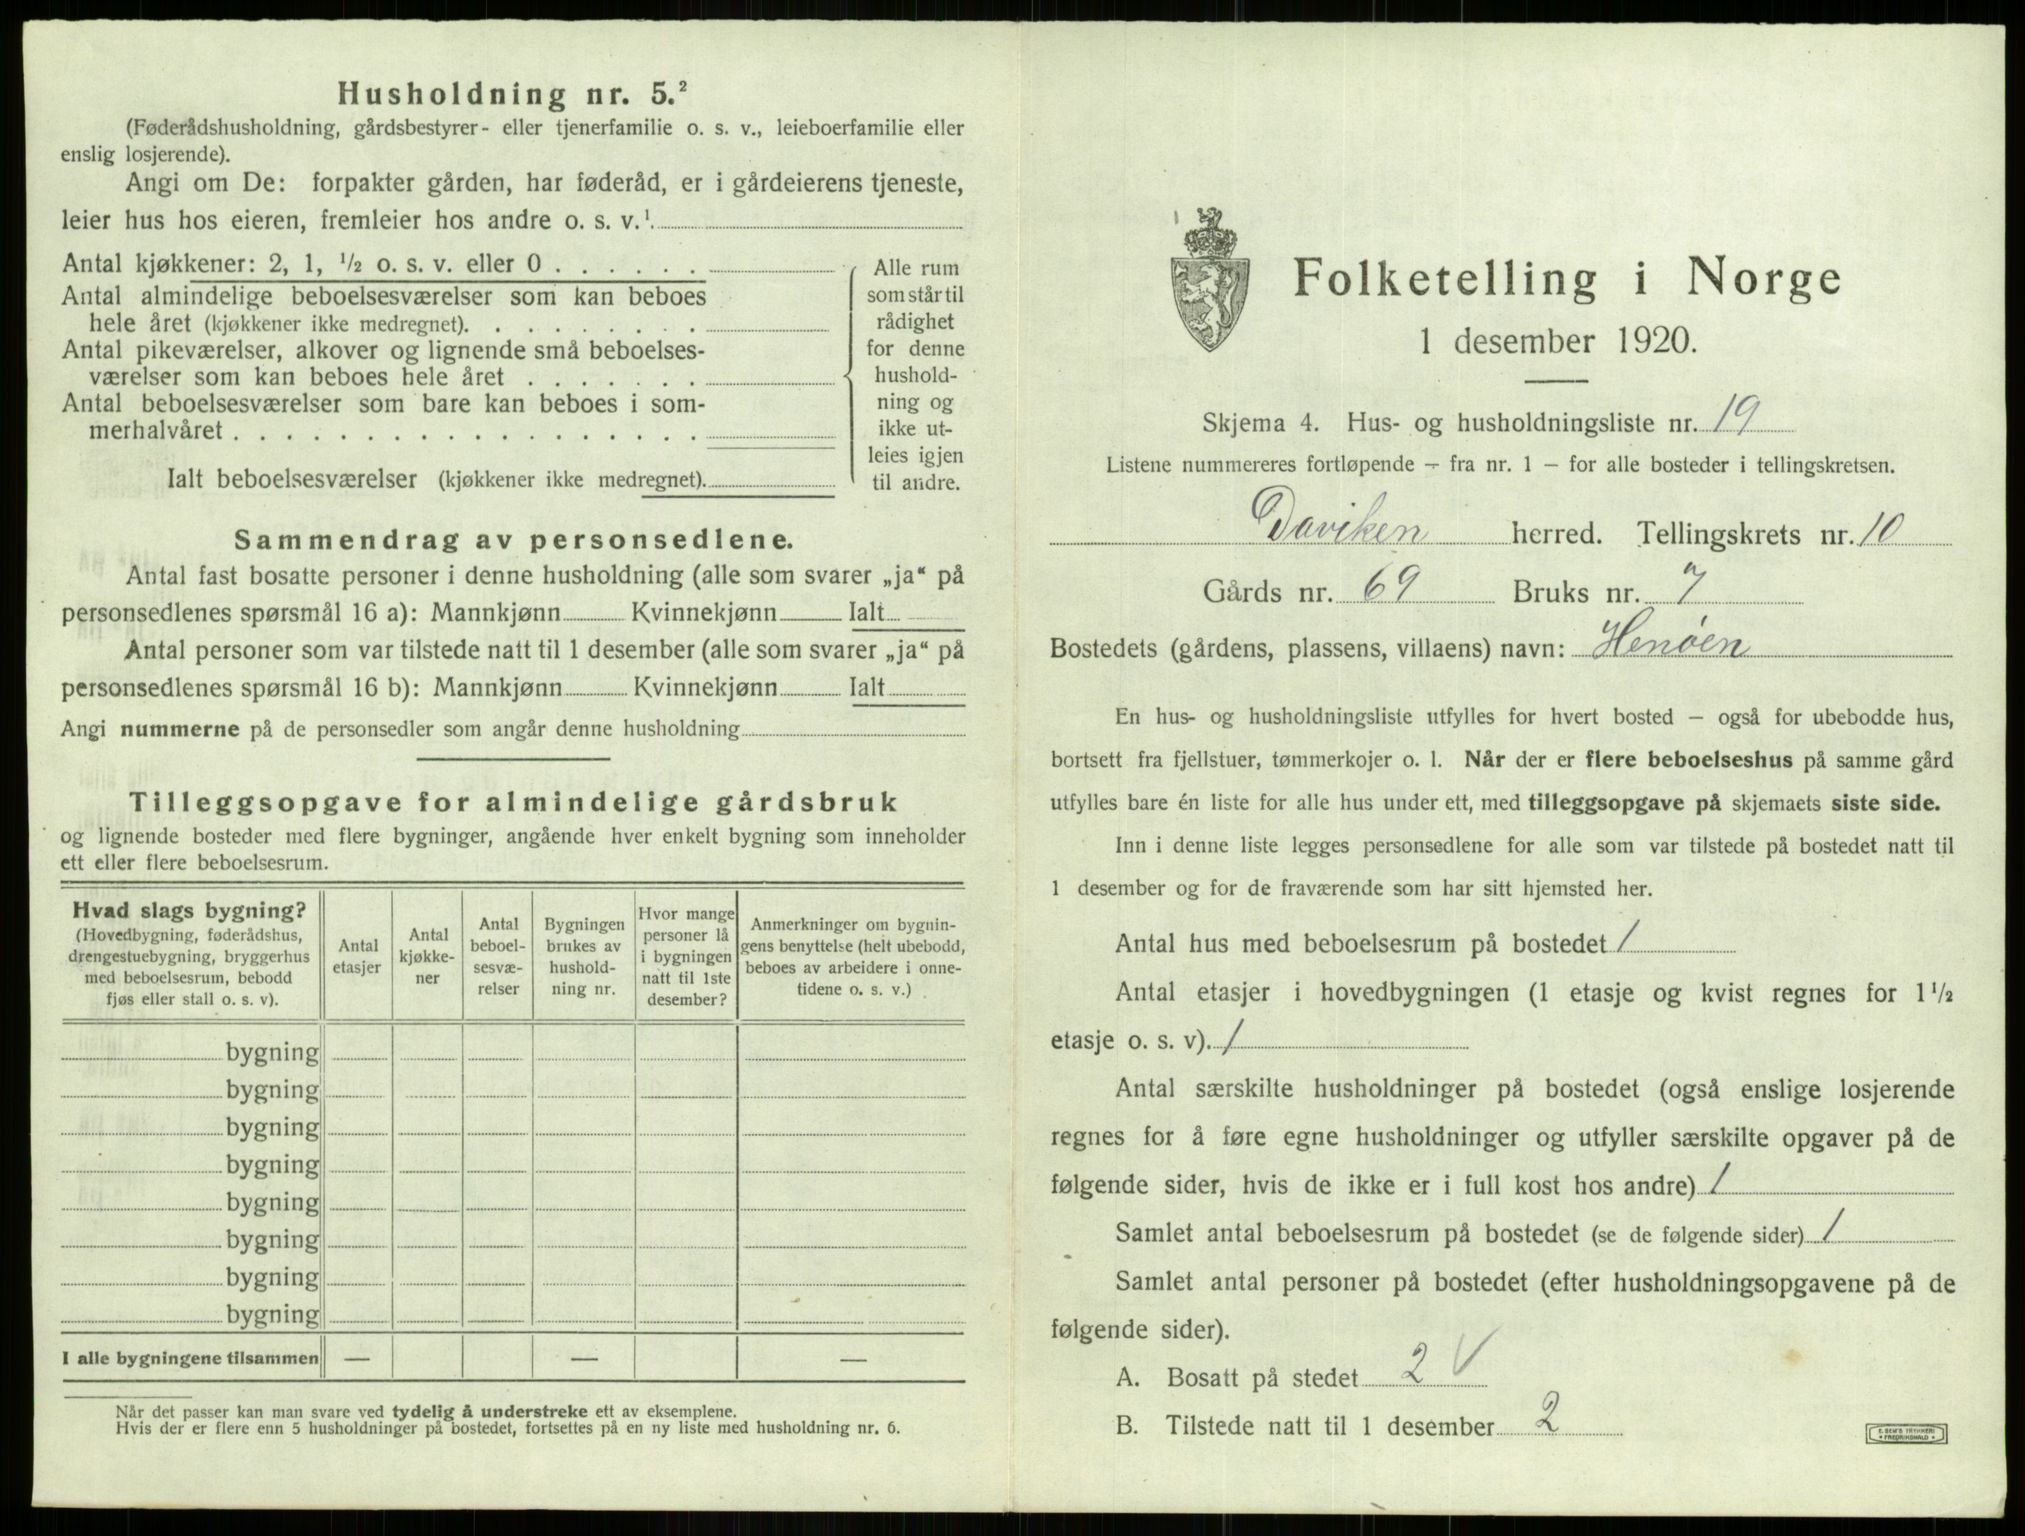 Husholdning nr. 5.²
(Føderådshusholdning, gårdsbestyrer- eller tjenerfamilie o. s. v., leieboerfamilie eller
enslig losjerende).
Angi om De: forpakter gården, har føderåd, er i gårdeierens tjeneste,
leier hus hos eieren, fremleier hos andre o. s. v.¹
Antal kjøkkener: 2, 1, ½ o. s. v. eller 0 . . . . . .
Antal almindelige beboelsesværelser som kan beboes
hele året (kjøkkener ikke medregnet). . . . . . . . .
Antal pikeværelser, alkover og lignende små beboelses-
værelser som kan beboes hele året . . . . . . .
Antal beboelsesværelser som bare kan beboes i som-
merhalvåret . . . . . . . . . . . . . . . . . .
Ialt beboelsesværelser (kjøkkener ikke medregnet).
Alle rum
som står til
rådighet
for denne
hushold-
ning og
ikke ut-
leies igjen
til andre.
Sammendrag av personsedlene.
Antal fast bosatte personer i denne husholdning (alle som svarer „ja“ på
personsedlenes spørsmål 16 a): Mannkjønn Kvinnekjønn Ialt
Antal personer som var tilstede natt til 1 desember (alle som svarer „ja“ på
personsedlenes spørsmål 16 b): Mannkjønn Kvinnekjønn Ialt
Angi nummerne på de personsedler som angår denne husholdning
Tilleggsopgave for almindelige gårdsbruk
og lignende bosteder med flere bygninger, angående hver enkelt bygning som inneholder
ett eller flere beboelsesrum.
Hvad slags bygning?
(Hovedbygning, føderådshus,
drengestuebygning, bryggerhus
med beboelsesrum, bebodd
fjøs eller stall o. s. v).
Antal
etasjer
Antal
kjøkke-
ner
Antal
beboel-
sesvæ-
relser
Bygningen
brukes av
hushold-
ning nr.
Hvor mange
personer lå
i bygningen
natt til 1ste
desember?
Anmerkninger om bygnin-
gens benyttelse (helt ubebodd,
beboes av arbeidere i onne-
tidene o. s. v.)
bygning
bygning
bygning
bygning
bygning
bygning
bygning
bygning
I alle bygningene tilsammen — — —
Når det passer kan man svare ved tydelig å understreke ett av eksemplene.
Hvis der er flere enn 5 husholdninger på bostedet, fortsettes på en ny liste med husholdning nr. 6.
Folketelling i Norge
1 desember 1920.
Skjema 4. Hus- og husholdningsliste nr. 19
Listene nummereres fortløpende — fra nr. 1 — for alle bosteder i tellingskretsen.
Daviken herred. Tellingskrets nr. 10
Gårds nr. 69 Bruks nr. 7
Bostedets (gårdens, plassens, villaens) navn: Henøen
En hus- og husholdningsliste utfylles for hvert bosted — også for ubebodde hus,
bortsett fra fjellstuer, tømmerkojer o. l. Når der er flere beboelseshus på samme gård
utfylles bare én liste for alle hus under ett, med tilleggsopgave på skjemaets siste side.
Inn i denne liste legges personsedlene for alle som var tilstede på bostedet natt til
1 desember og for de fraværende som har sitt hjemsted her.
Antal hus med beboelsesrum på bostedet 1
Antal etasjer i hovedbygningen (1 etasje og kvist regnes for 1½
etasje o. s. v). 1
Antal særskilte husholdninger på bostedet (også enslige losjerende
regnes for å føre egne husholdninger og utfyller særskilte opgaver på de
følgende sider, hvis de ikke er i full kost hos andre) 1
Samlet antal beboelsesrum på bostedet (se de følgende sider) 1
Samlet antal personer på bostedet (efter husholdningsopgavene på de
følgende sider).
A. Bosatt på stedet 2 V
B. Tilstede natt til 1 desember 2
E. SEM'S TRYKKERI
FREDRIKSHALD